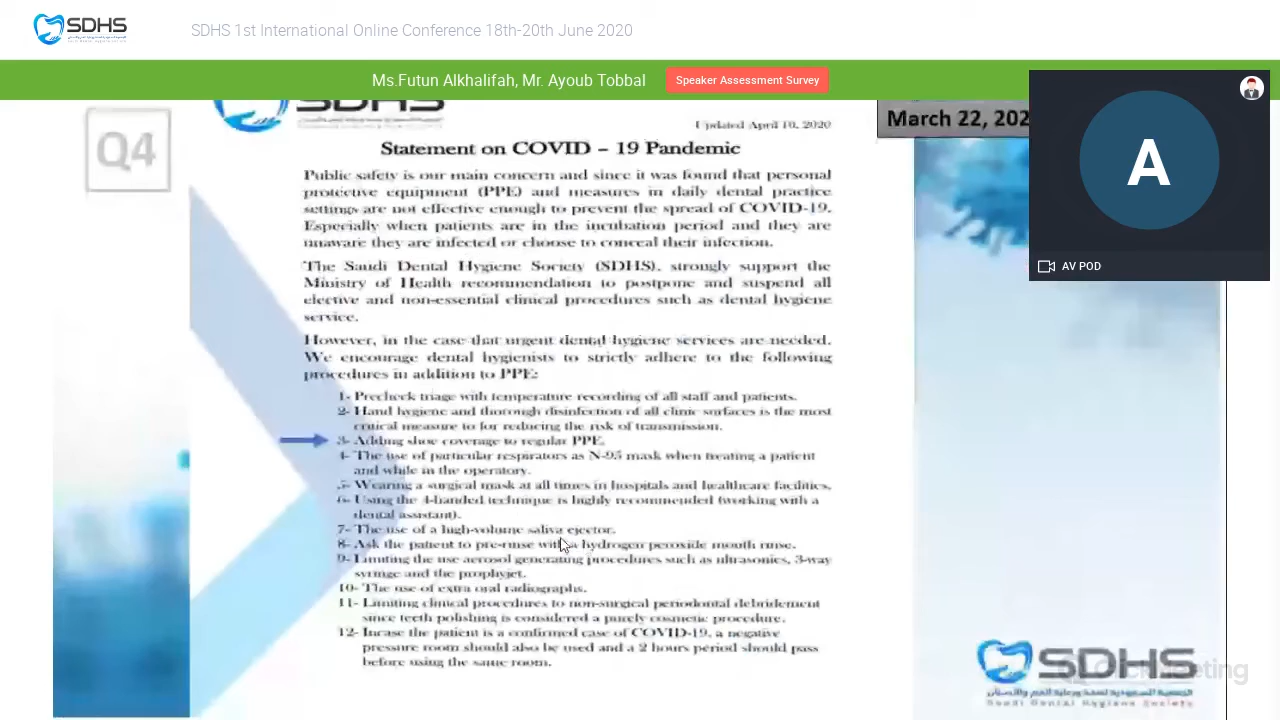 SDHS
SDHS 1st International Online Conference 18th-20th June 2020
Ms.Futun Alkhalifah, Mr. Ayoub Tobbal
Speaker Assessment Survey
Q4
SDHS
Updated April 10, 2020
March 22, 202
A
AV POD
Statement on COVID – 19 Pandemic
Public safety is our main concern and since it was found that personal
protective equipment (PPE) and measures in daily dental practice
settings are not effective enough to prevent the spread of COVID-19.
Especially when patients are in the incubation period and they are
unaware they are infected or choose to conceal their infection.
The Saudi Dental Hygiene Society (SDHS), strongly support the
Ministry of Health recommendation to postpone and suspend all
elective and non-essential clinical procedures such as dental hygiene
service.
However, in the case that urgent dental hygiene services are needed.
We encourage dental hygienists to strictly adhere to the following
procedures in addition to PPE:
1- Precheck triage with temperature recording of all staff and patients.
2- Hand hygiene and thorough disinfection of all clinic surfaces is the most
critical measure to for reducing the risk of transmission.
3- Adding shoe coverage to regular PPE.
4- The use of particular respirators as N-95 mask when treating a patient
and while in the operatory.
5- Wearing a surgical mask at all times in hospitals and healthcare facilities.
6- Using the 4-handed technique is highly recommended (working with a
dental assistant).
7- The use of a high-volume saliva ejector.
8- Ask the patient to pre-rinse with a hydrogen peroxide mouth rinse.
9- Limiting the use aerosol generating procedures such as ultrasonics, 3-way
syringe and the prophyjet.
10- The use of extra oral radiographs.
11- Limiting clinical procedures to non-surgical periodontal debridement
since teeth polishing is considered a purely cosmetic procedure.
12- Incase the patient is a confirmed case of COVID-19, a negative
pressure room should also be used and a 2 hours period should pass
before using the same room.
SDHS
ClickMeeting
الجمعية السعودية لصحة ورعاية الفم والأسنان
Saudi Dental Hygiene Society